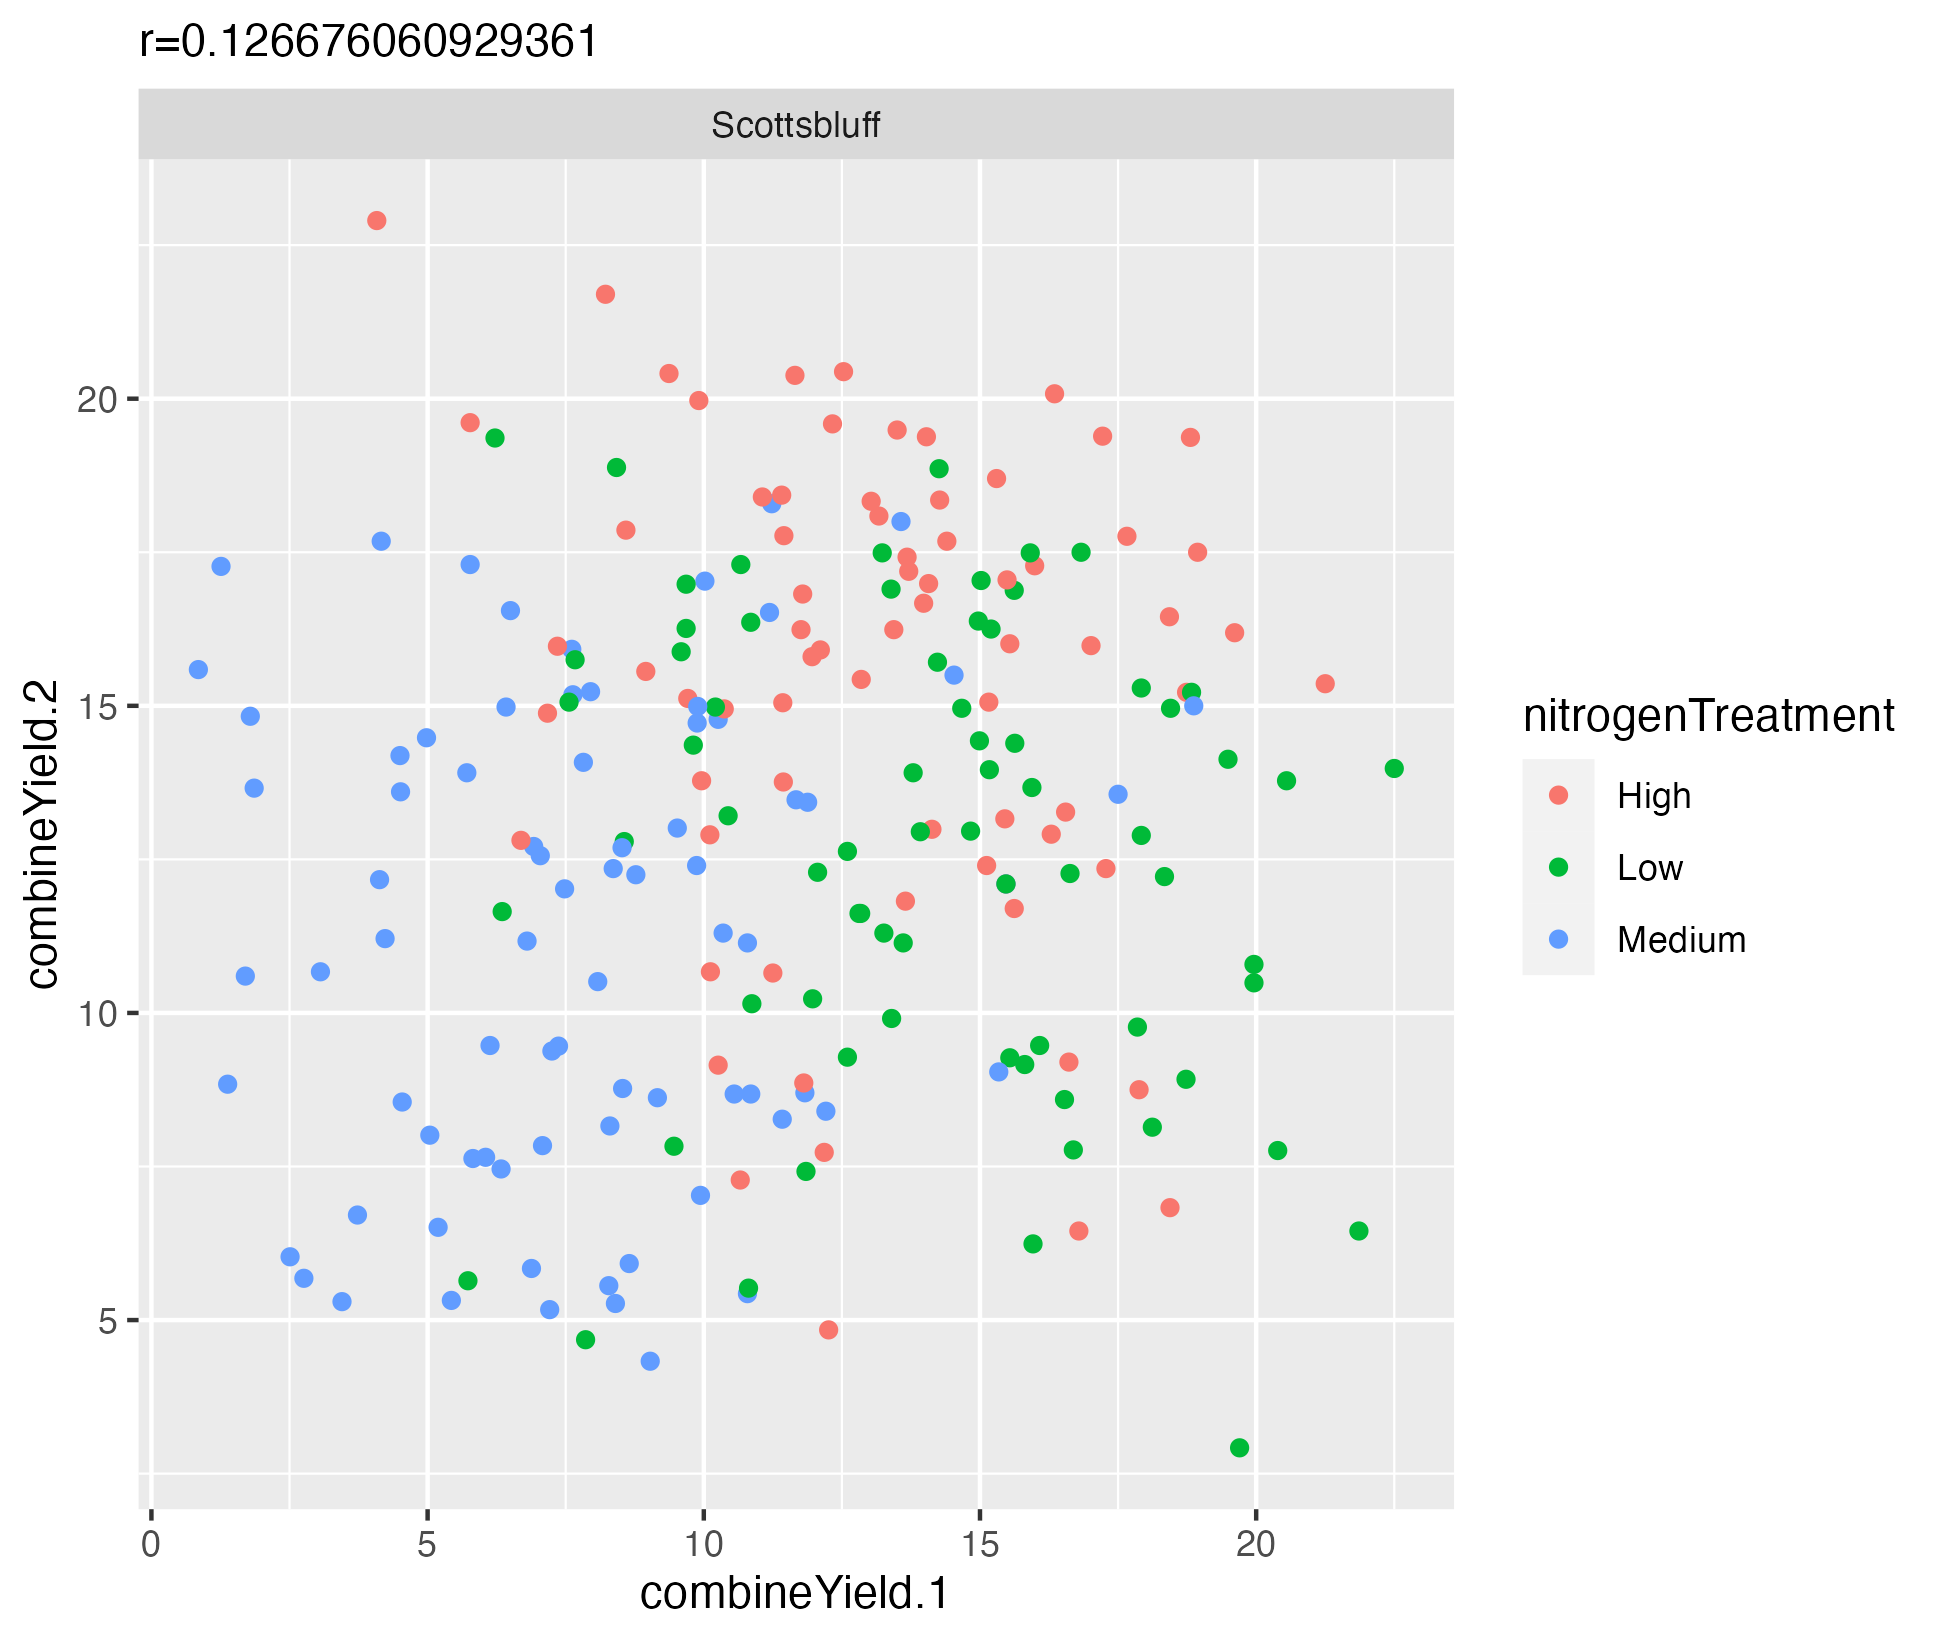 r=0.126676060929361
Scottsbluff
combineYield.2
20
15
10
5
0
5
10
15
20
combineYield.1
nitrogenTreatment
High
Low
Medium